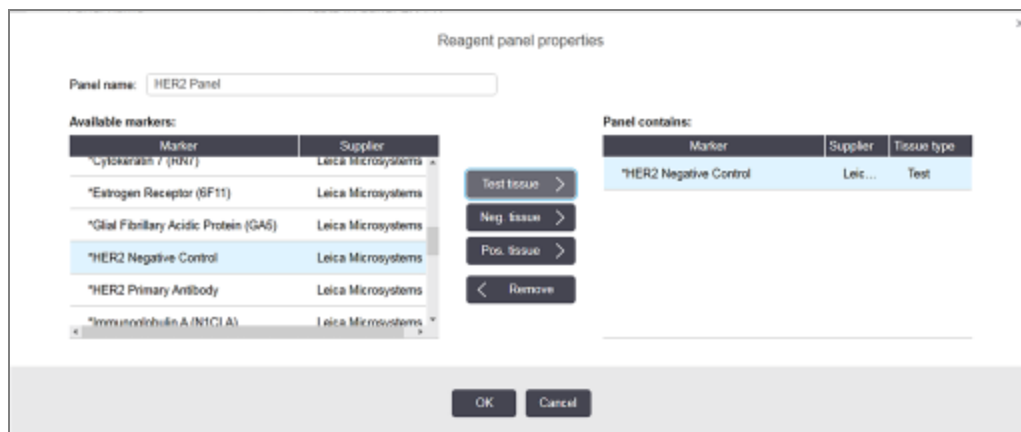 Reagent panel properties
Panel name: HER2 Panel
Available markers:
Panel contains:
Marker Supplier
Marker Supplier Tissue type
*Cytokeratin 7 (RN7) Leica Microsystems
*HER2 Negative Control Leic... Test
*Estrogen Receptor (6F11) Leica Microsystems
*Glial Fibrillary Acidic Protein (GA5) Leica Microsystems
*HER2 Negative Control Leica Microsystems
*HER2 Primary Antibody Leica Microsystems
*Immunoglobulin A (N1CLA) Leica Microsystems
Test tissue
Neg. tissue
Pos. tissue
Remove
OK Cancel